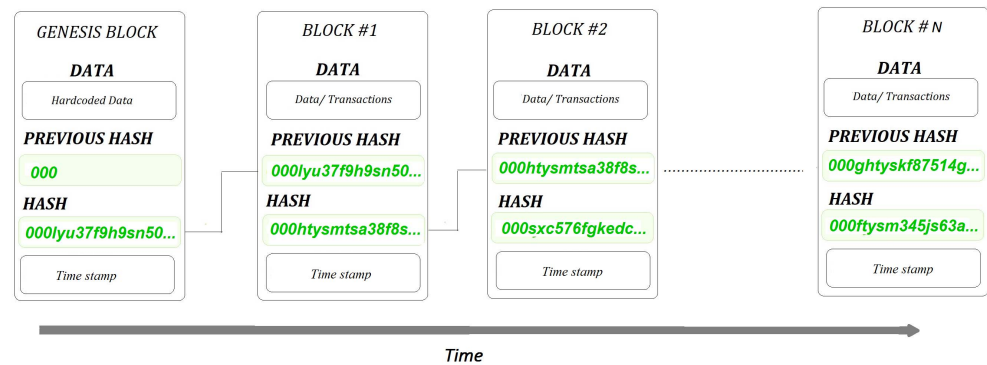 GENESIS BLOCK
DATA
Hardcoded Data
PREVIOUS HASH
000
HASH
000lyu37f9h9sn50...
Time stamp
BLOCK #1
DATA
Data/ Transactions
PREVIOUS HASH
000lyu37f9h9sn50...
HASH
000htysmtsa38f8s...
Time stamp
BLOCK #2
DATA
Data/ Transactions
PREVIOUS HASH
000htysmtsa38f8s...
HASH
000sxc576fgkedc...
Time stamp
BLOCK # N
DATA
Data/ Transactions
PREVIOUS HASH
000ghtyskf87514g...
HASH
000ftysm345js63a...
Time stamp
Time